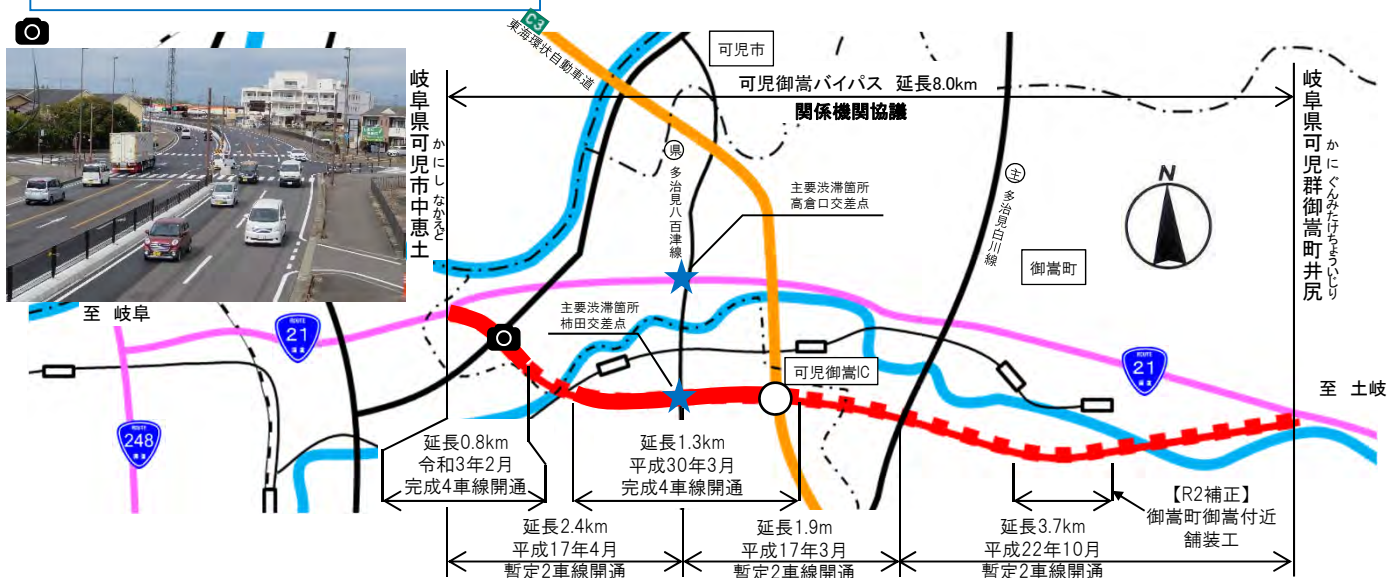 C3
東海環状自動車道
可児市
可児御嵩バイパス 延長8.0km
関係機関協議
岐阜県可児市中恵土
かにしなかえど
岐阜県可児群御嵩町井尻
かにぐんみたけちょういじり
県 多治見八百津線
主要渋滞箇所
高倉口交差点
主 多治見白川線
N
御嵩町
至 岐阜
ROUTE
21
国道
主要渋滞箇所
柿田交差点
可児御嵩IC
ROUTE
21
国道
至 土岐
ROUTE
248
国道
延長0.8km
令和3年2月
完成4車線開通
延長1.3km
平成30年3月
完成4車線開通
【R2補正】
御嵩町御嵩付近
舗装工
延長2.4km
平成17年4月
暫定2車線開通
延長1.9m
平成17年3月
暫定2車線開通
延長3.7km
平成22年10月
暫定2車線開通